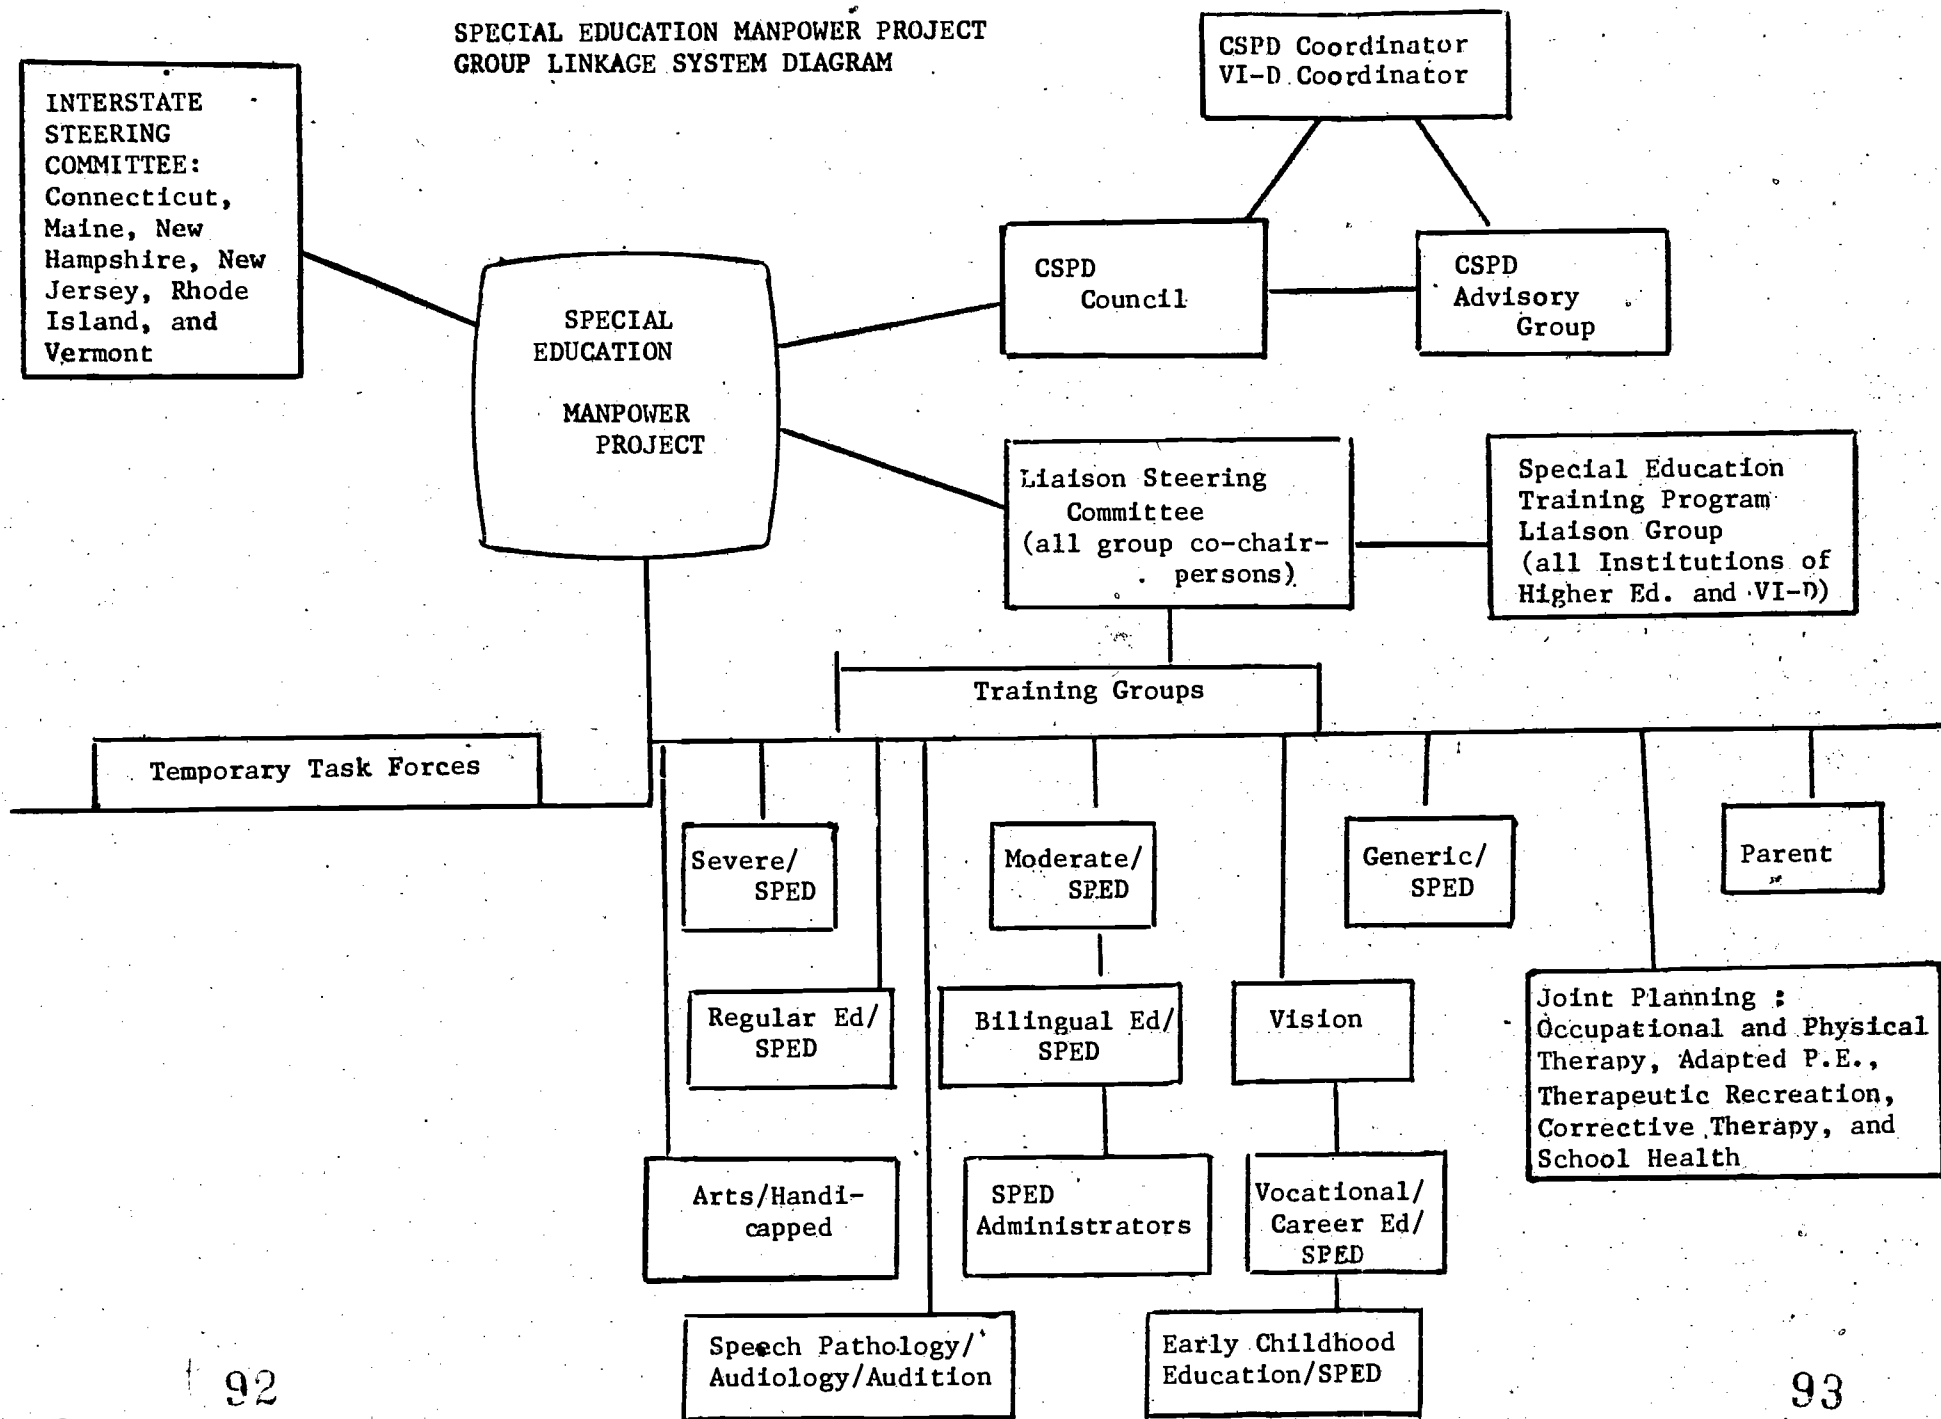 SPECIAL EDUCATION MANPOWER PROJECT
GROUP LINKAGE SYSTEM DIAGRAM
CSPD Coordinator
VI-D Coordinator
INTERSTATE
STEERING
COMMITTEE:
Connecticut,
Maine, New
Hampshire, New
Jersey, Rhode
Island, and
Vermont
SPECIAL
EDUCATION
MANPOWER
PROJECT
CSPD
Council
CSPD
Advisory
Group
Liaison Steering
Committee
(all group co-chair-
persons)
Special Education
Training Program
Liaison Group
(all Institutions of
Higher Ed. and VI-D)
Training Groups
Temporary Task Forces
Severe/
SPED
Moderate/
SPED
Generic/
SPED
Parent
Regular Ed/
SPED
Bilingual Ed/
SPED
Vision
Joint Planning :
Occupational and Physical
Therapy, Adapted P.E.,
Therapeutic Recreation,
Corrective Therapy, and
School Health
Arts/Handi-
capped
SPED
Administrators
Vocational/
Career Ed/
SPED
Speech Pathology/
Audiology/Audition
Early Childhood
Education/SPED
92
93